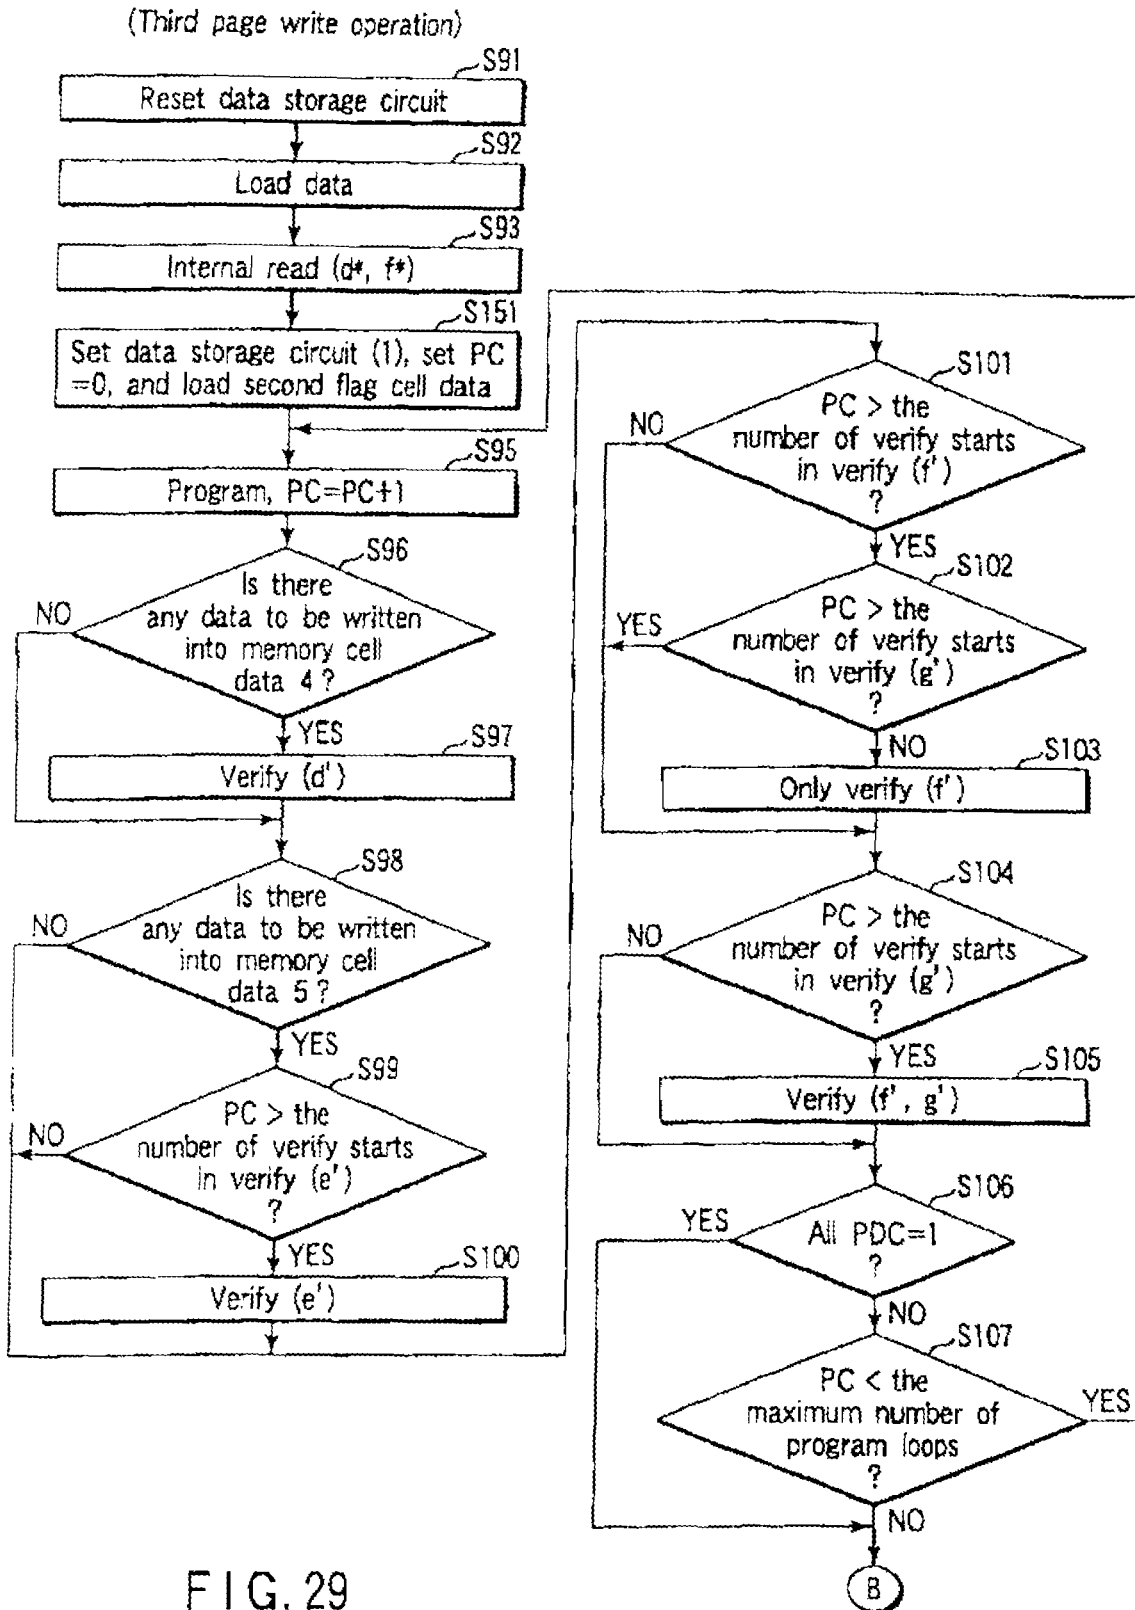 (Third page write operation)
S91
Reset data storage circuit
S92
Load data
S93
Internal read (d*, f*)
S151
Set data storage circuit (1), set PC
=0, and load second flag cell data
S95
Program, PC=PC+1
S96
Is there
any data to be written
into memory cell
data 4?
NO
YES
S97
Verify (d')
S98
Is there
any data to be written
into memory cell
data 5?
NO
YES
S99
PC > the
number of verify starts
in verify (e')
?
NO
YES
S100
Verify (e')
S101
PC > the
number of verify starts
in verify (f')
?
NO
YES
S102
PC > the
number of verify starts
in verify (g')
?
YES
NO
S103
Only verify (f')
S104
PC > the
number of verify starts
in verify (g')
?
NO
YES
S105
Verify (f', g')
S106
All PDC=1
?
YES
NO
S107
PC < the
maximum number of
program loops
?
YES
NO
B
FIG. 29